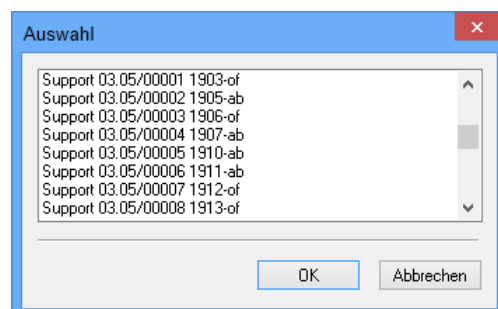 Auswahl
Support 03.05/00001 1903-of
Support 03.05/00002 1905-ab
Support 03.05/00003 1906-of
Support 03.05/00004 1907-ab
Support 03.05/00005 1910-ab
Support 03.05/00006 1911-ab
Support 03.05/00007 1912-of
Support 03.05/00008 1913-of
OK Abbrechen